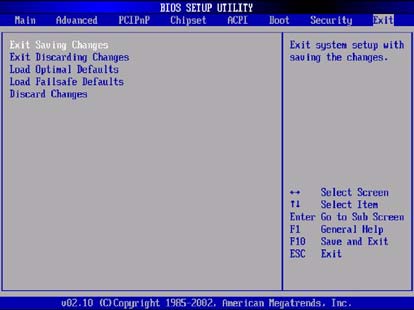 BIOS SETUP UTILITY
Main Advanced PCIPnP Chipset ACPI Boot Security Exit
Exit Saving Changes
Exit Discarding Changes
Load Optimal Defaults
Load Failsafe Defaults
Discard Changes
Exit system setup with
saving the changes.
↔ Select Screen
↑↓ Select Item
Enter Go to Sub Screen
F1 General Help
F10 Save and Exit
ESC Exit
v02.10 (C)Copyright 1985-2002, American Megatrends, Inc.